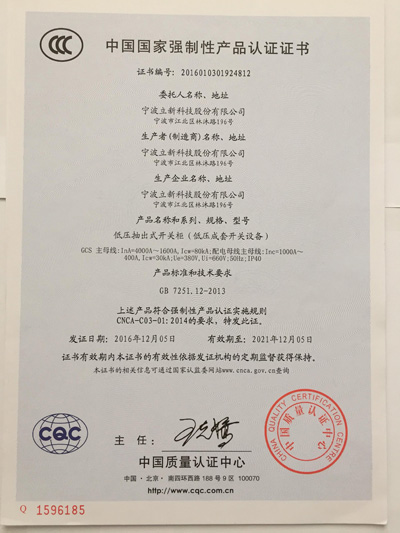 中国国家强制性产品认证证书
证书编号：2016010301924812
委托人名称、地址
宁波立新科技股份有限公司
宁波市江北区林沐路196号
生产者(制造商)名称、地址
宁波立新科技股份有限公司
宁波市江北区林沐路196号
生产企业名称、地址
宁波立新科技股份有限公司
宁波市江北区林沐路196号
产品名称和系列、规格、型号
低压抽出式开关柜（低压成套开关设备）
GCS 主母线:InA=4000A～1600A,Icw=80kA;配电母线主母线:Inc=1000A～
400A,Icw=30kA;Ue=380V,Ui=660V;50Hz;IP40
产品标准和技术要求
GB 7251.12-2013
上述产品符合强制性产品认证实施规则
CNCA-C03-01:2014的要求，特发此证。
发证日期：2016年12月05日 有效期至：2021年12月05日
证书有效期内本证书的有效性依据发证机构的定期监督获得保持。
本证书的相关信息可通过国家认监委网站www.cnca.gov.cn查询
CQC
主 任：
CHINA QUALITY CERTIFICATION CENTRE
中国质量认证中心
中国质量认证中心
中国·北京·南四环西路 188 号 9 区 100070
http://www.cqc.com.cn
Q 1596185